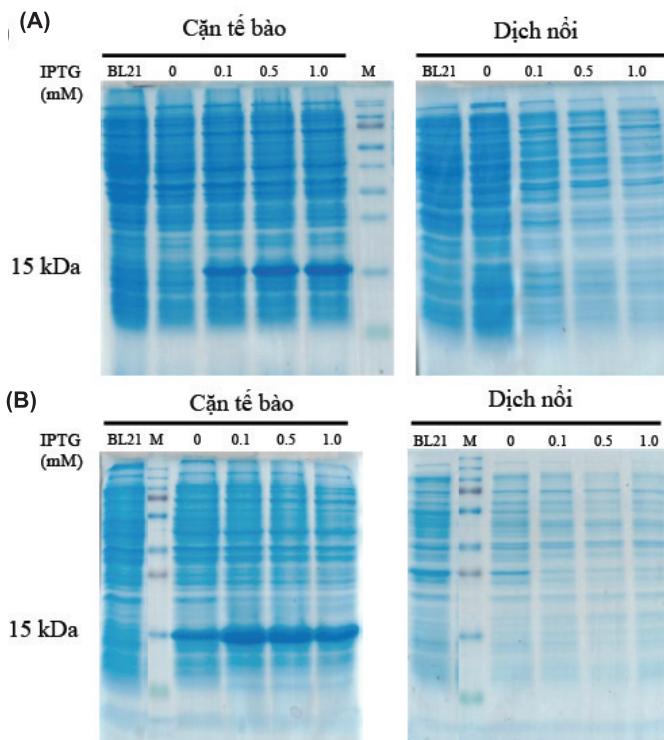 (A)
Cặn tế bào Dịch nổi
IPTG (mM) BL21 0 0.1 0.5 1.0 M BL21 0 0.1 0.5 1.0
15 kDa
(B)
Cặn tế bào Dịch nổi
IPTG (mM) BL21 M 0 0.1 0.5 1.0 BL21 M 0 0.1 0.5 1.0
15 kDa